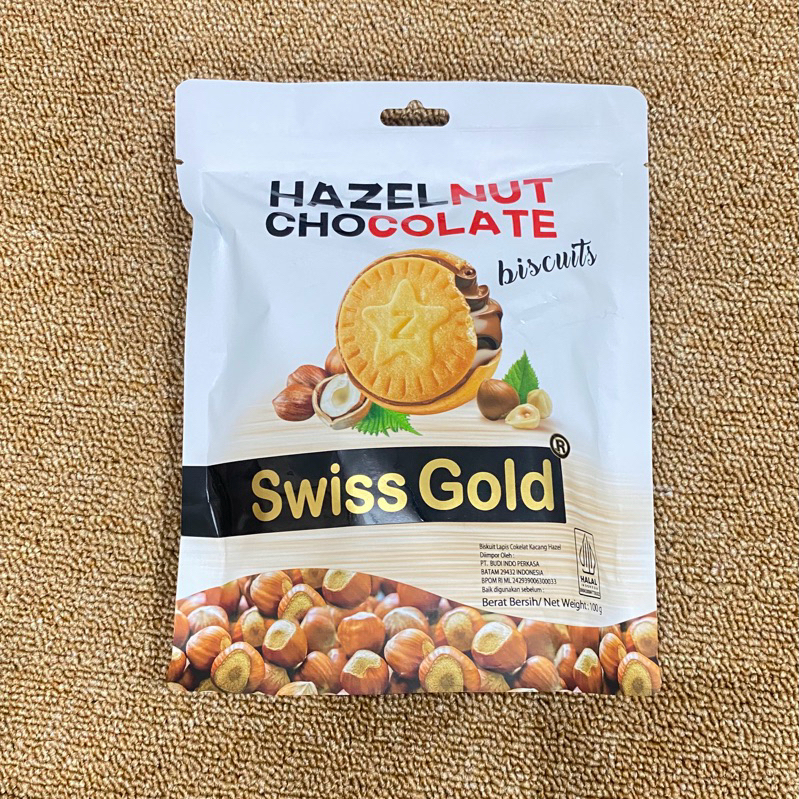 HAZELNUT
CHOCOLATE
biscuits
Z
Swiss Gold®
Biskuit Lapis Cokelat Kacang Hazel
Diimpor Oleh :
PT. BUDI INDO PERKASA
BATAM 29432 INDONESIA
BPOM RI ML 242939006300033
Baik digunakan sebelum :
Berat Bersih/ Net Weight: 100 g
HALAL
INDONESIA